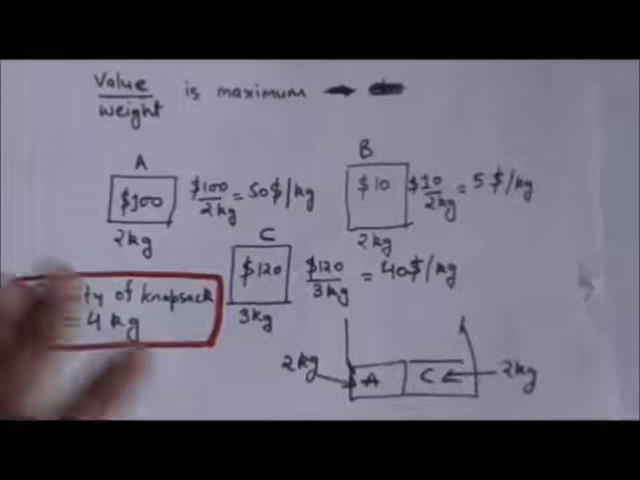 Value
weight
is maximum
A
$100
2kg
$100
2kg
= 50$/kg
B
$10
2kg
$10
2kg
= 5$/kg
C
$120
3kg
$120
3kg
= 40$/kg
ty of knapsack
= 4 kg
2kg
A
C
2kg